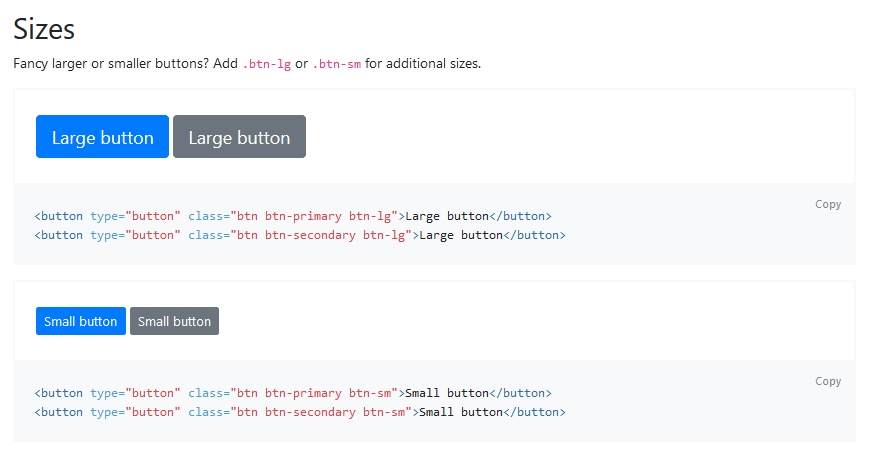 Sizes
Fancy larger or smaller buttons? Add .btn-lg or .btn-sm for additional sizes.
Large button Large button
Copy
<button type="button" class="btn btn-primary btn-lg">Large button</button>
<button type="button" class="btn btn-secondary btn-lg">Large button</button>
Small button Small button
Copy
<button type="button" class="btn btn-primary btn-sm">Small button</button>
<button type="button" class="btn btn-secondary btn-sm">Small button</button>